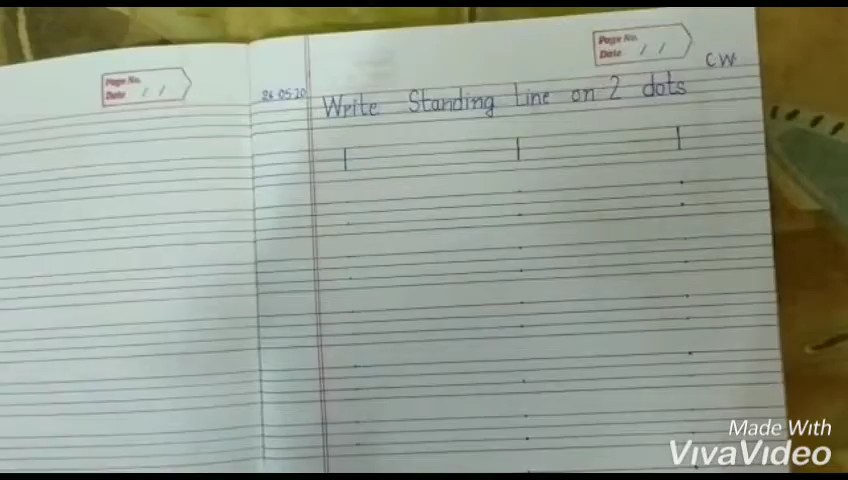 Page No.
Date / /
Page No.
Date / /
C.W.
26.05.20 Write Standing Line on 2 dots
Made With
VivaVideo